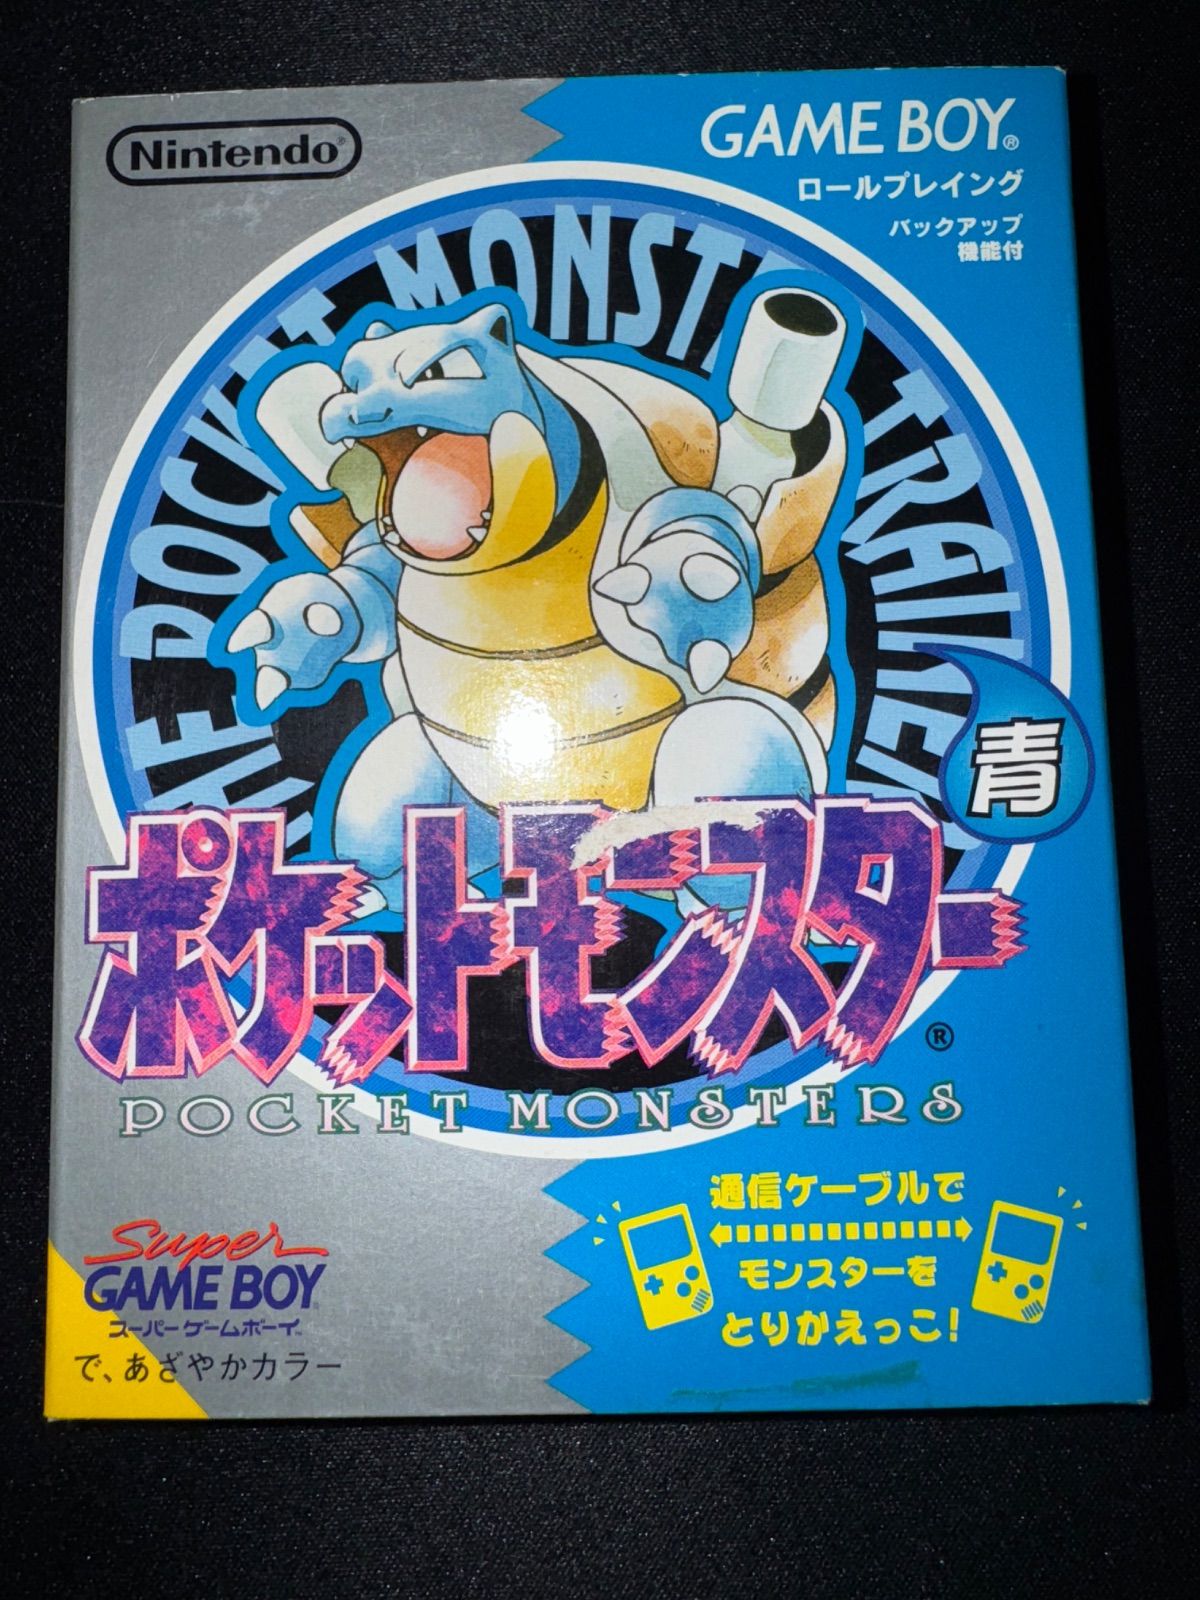 Nintendo®
GAME BOY®
ロールプレイング
バックアップ
機能付
THE POCKET MONSTER TRAINER
青
ポケットモンスター®
POCKET MONSTERS
通信ケーブルで
モンスターを
とりかえっこ!
Super
GAME BOY
スーパーゲームボーイ™
で、あざやかカラー